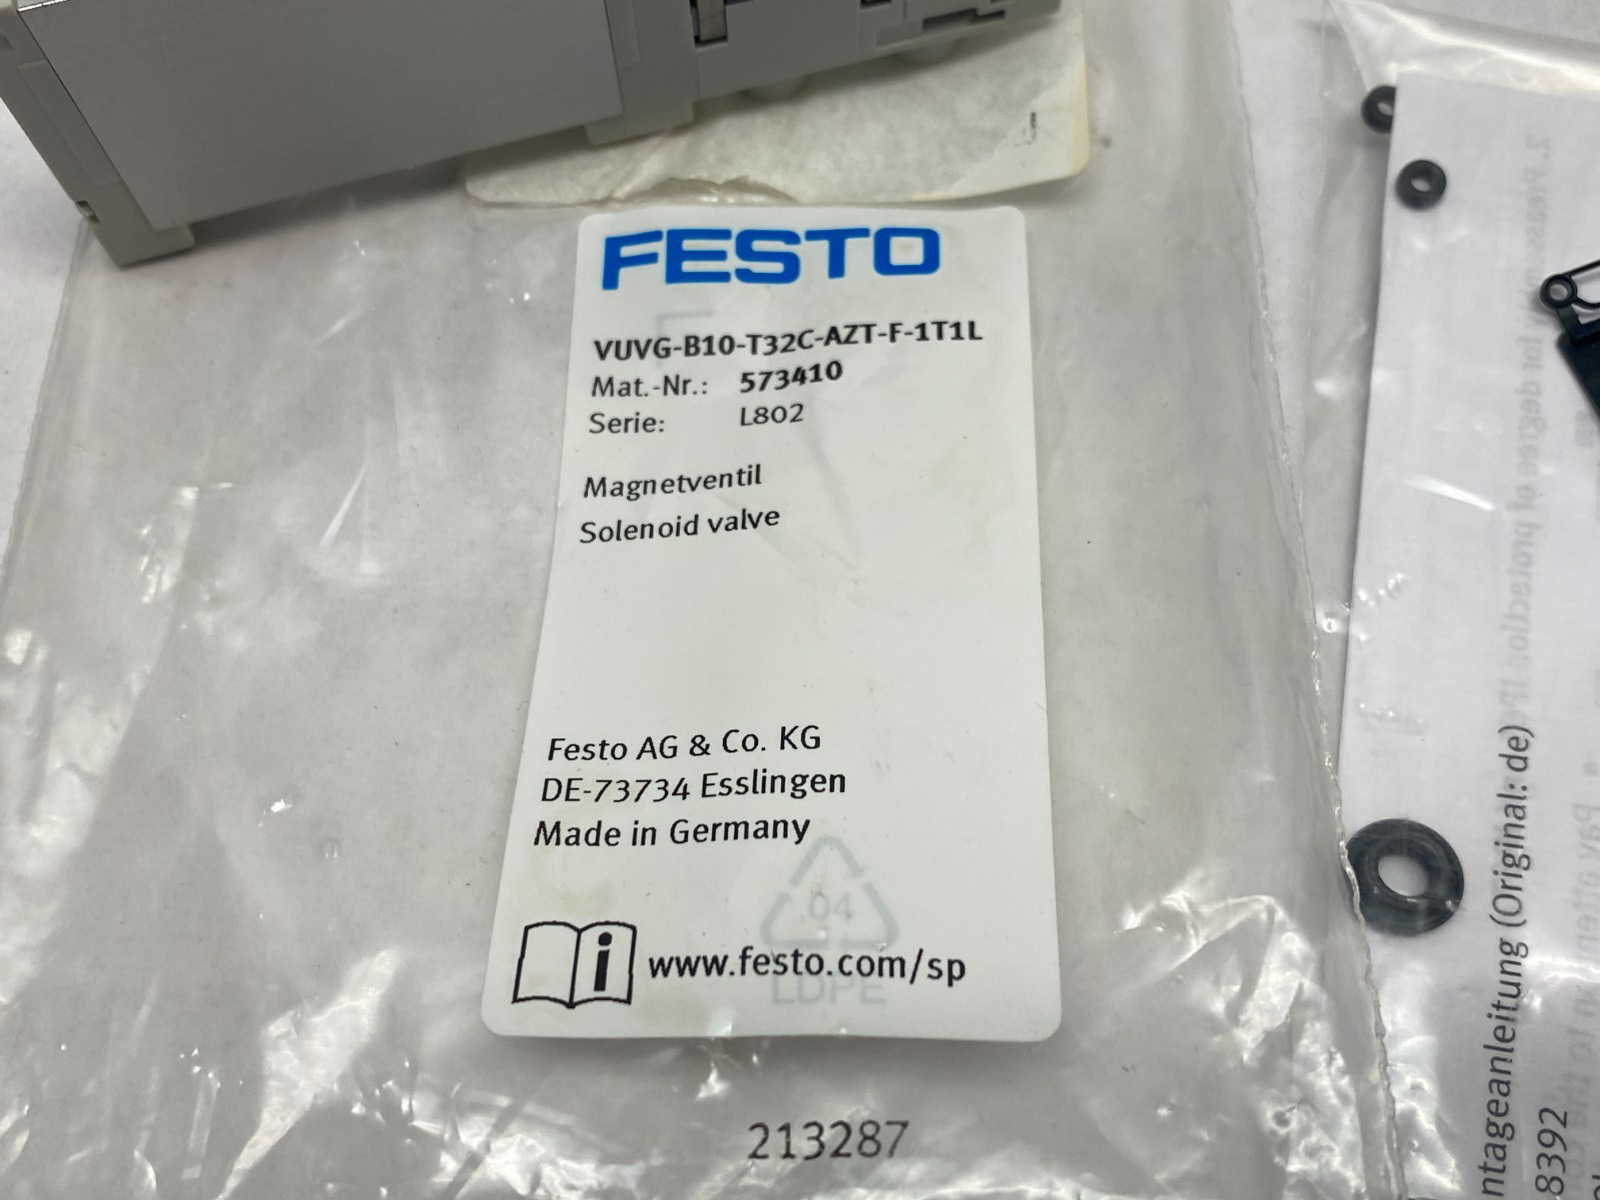 FESTO
VUVG-B10-T32C-AZT-F-1T1L
Mat.-Nr.: 573410
Serie: L802
Magnetventil
Solenoid valve
Festo AG & Co. KG
DE-73734 Esslingen
Made in Germany
04
i www.festo.com/sp
LDPE
213287
ntageanleitung (Original: de)
8392